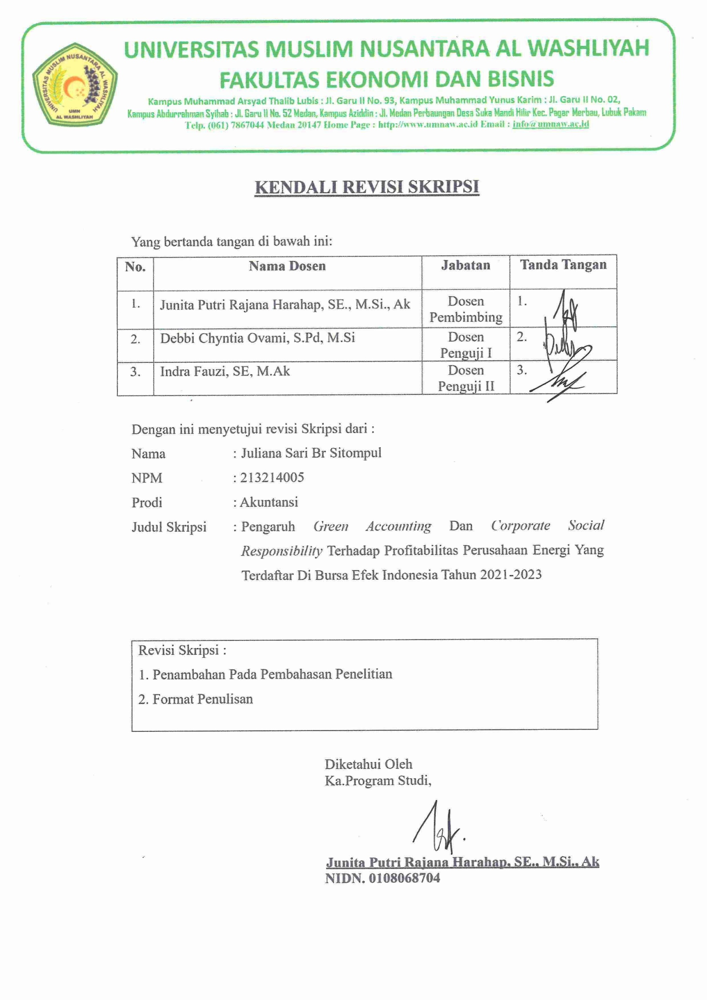 UNIVERSITAS MUSLIM NUSANTARA AL WASHLIYAH
UMN
AL WASHLIYAH
UNIVERSITAS MUSLIM NUSANTARA AL WASHLIYAH
FAKULTAS EKONOMI DAN BISNIS
Kampus Muhammad Arsyad Thalib Lubis : Jl. Garu II No. 93, Kampus Muhammad Yunus Karim : Jl. Garu II No. 02,
Kampus Abdurrahman Syihab : Jl. Garu II No. 52 Medan, Kampus Aziddin : Jl. Medan Perbaungan Desa Suka Mandi Hilir Kec. Pagar Merbau, Lubuk Pakam
Telp. (061) 7867044 Medan 20147 Home Page : http://www.umnaw.ac.id Email : info@umnaw.ac.id
KENDALI REVISI SKRIPSI
Yang bertanda tangan di bawah ini:
No. Nama Dosen Jabatan Tanda Tangan
1. Junita Putri Rajana Harahap, SE., M.Si., Ak Dosen Pembimbing 1.
2. Debbi Chyntia Ovami, S.Pd, M.Si Dosen Penguji I 2.
3. Indra Fauzi, SE, M.Ak Dosen Penguji II 3.
Dengan ini menyetujui revisi Skripsi dari :
Nama : Juliana Sari Br Sitompul
NPM : 213214005
Prodi : Akuntansi
Judul Skripsi : Pengaruh Green Accounting Dan Corporate Social
Responsibility Terhadap Profitabilitas Perusahaan Energi Yang
Terdaftar Di Bursa Efek Indonesia Tahun 2021-2023
Revisi Skripsi :
1. Penambahan Pada Pembahasan Penelitian
2. Format Penulisan
Diketahui Oleh
Ka.Program Studi,
Junita Putri Rajana Harahap, SE., M.Si., Ak
NIDN. 0108068704